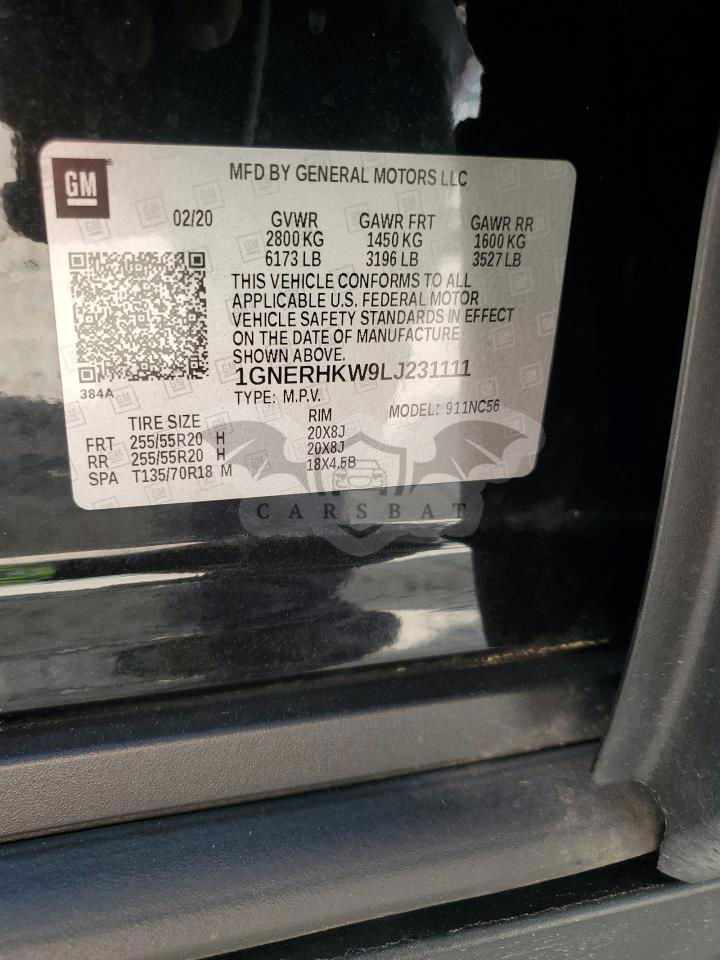 GM
MFD BY GENERAL MOTORS LLC
02/20
GVWR GAWR FRT GAWR RR
2800 KG 1450 KG 1600 KG
6173 LB 3196 LB 3527 LB
THIS VEHICLE CONFORMS TO ALL
APPLICABLE U.S. FEDERAL MOTOR
VEHICLE SAFETY STANDARDS IN EFFECT
ON THE DATE OF MANUFACTURE
SHOWN ABOVE.
384A
1GNERHKW9LJ231111
TYPE: M.P.V. MODEL: 911NC56
TIRE SIZE RIM
FRT 255/55R20 H 20X8J
RR 255/55R20 H 20X8J
SPA T135/70R18 M 18X4.5B
CARSBAT